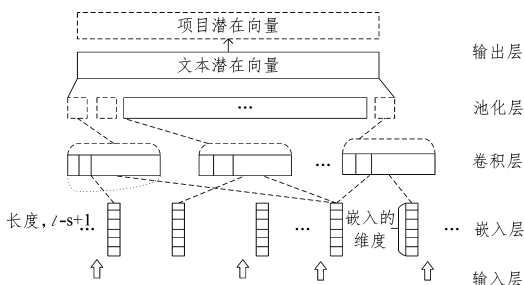 项目潜在向量
文本潜在向量
输出层
...
池化层
...
卷积层
长度, l-s+1
...
...
嵌入的
维度
...
嵌入层
输入层